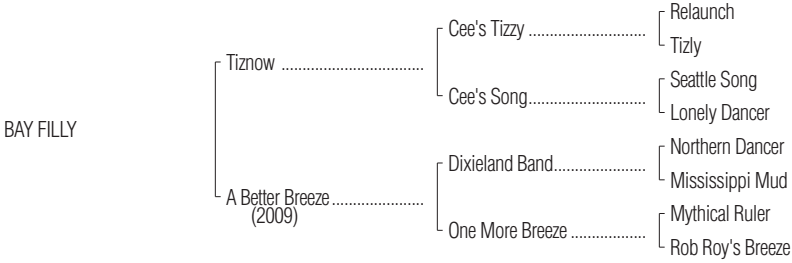 Relaunch
Cee's Tizzy ............................
Tizly
Tiznow ..................................
Seattle Song
Cee's Song............................
Lonely Dancer
BAY FILLY
Northern Dancer
Dixieland Band......................
Mississippi Mud
A Better Breeze ......................
(2009)
Mythical Ruler
One More Breeze ..................
Rob Roy's Breeze